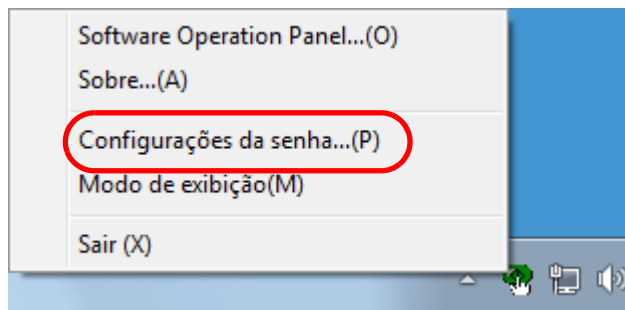 Software Operation Panel...(O)
Sobre...(A)
Configurações da senha...(P)
Modo de exibição(M)
Sair (X)